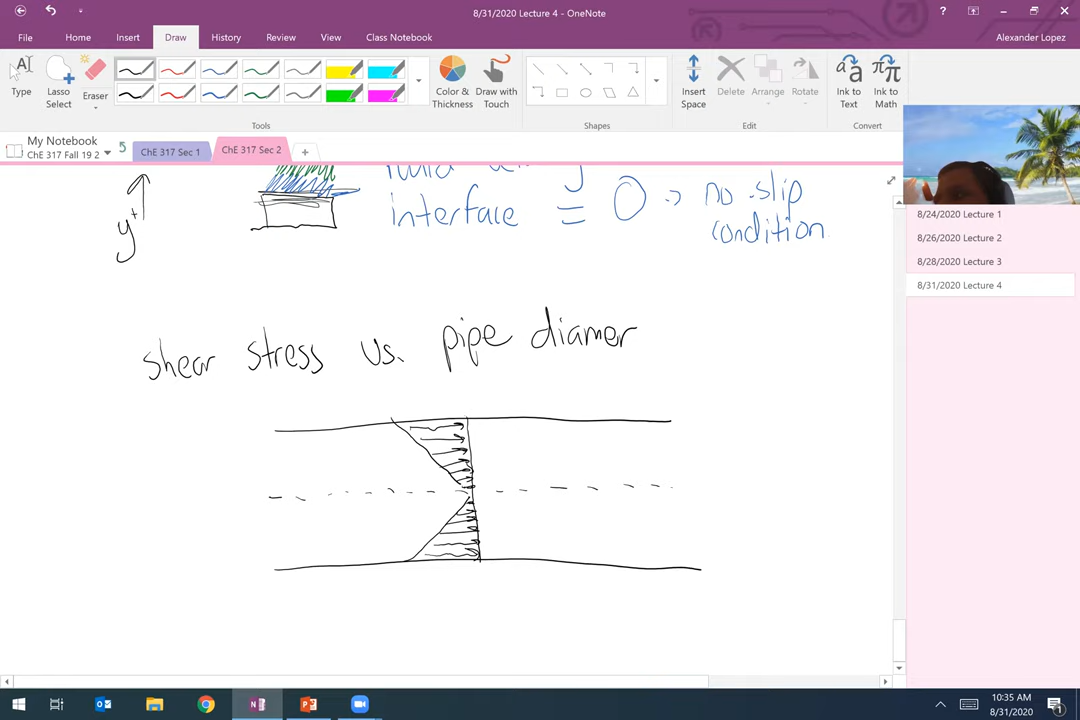 8/31/2020 Lecture 4 - OneNote
File Home Insert Draw History Review View Class Notebook
Alexander Lopez
Type
Lasso Select
Eraser
Color & Thickness
Draw with Touch
Insert Space
Delete
Arrange
Rotate
Ink to Text
Ink to Math
Tools
Shapes
Edit
Convert
My Notebook
ChE 317 Fall 19 2
ChE 317 Sec 1
ChE 317 Sec 2
8/24/2020 Lecture 1
8/26/2020 Lecture 2
8/28/2020 Lecture 3
8/31/2020 Lecture 4
y+
interface = 0 → no slip
condition
shear stress vs. pipe diamer
10:35 AM
8/31/2020